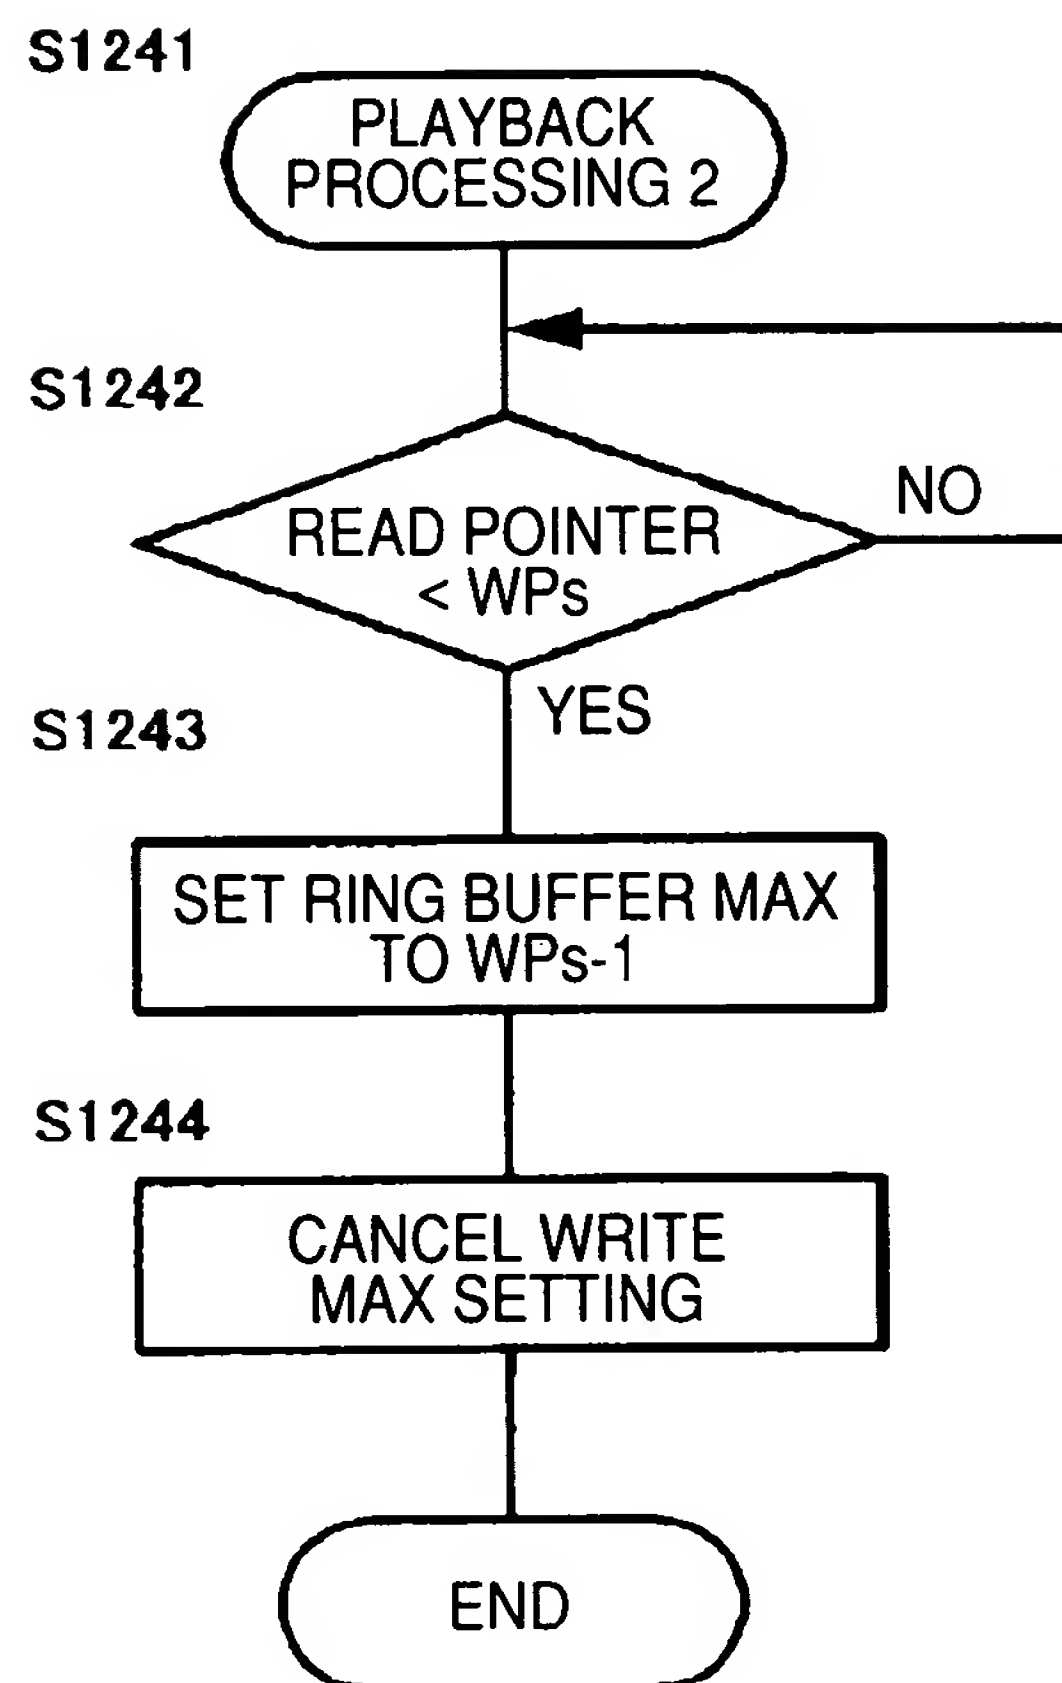 S1241
PLAYBACK
PROCESSING 2
S1242
READ POINTER
< WPs
NO
YES
S1243
SET RING BUFFER MAX
TO WPs-1
S1244
CANCEL WRITE
MAX SETTING
END